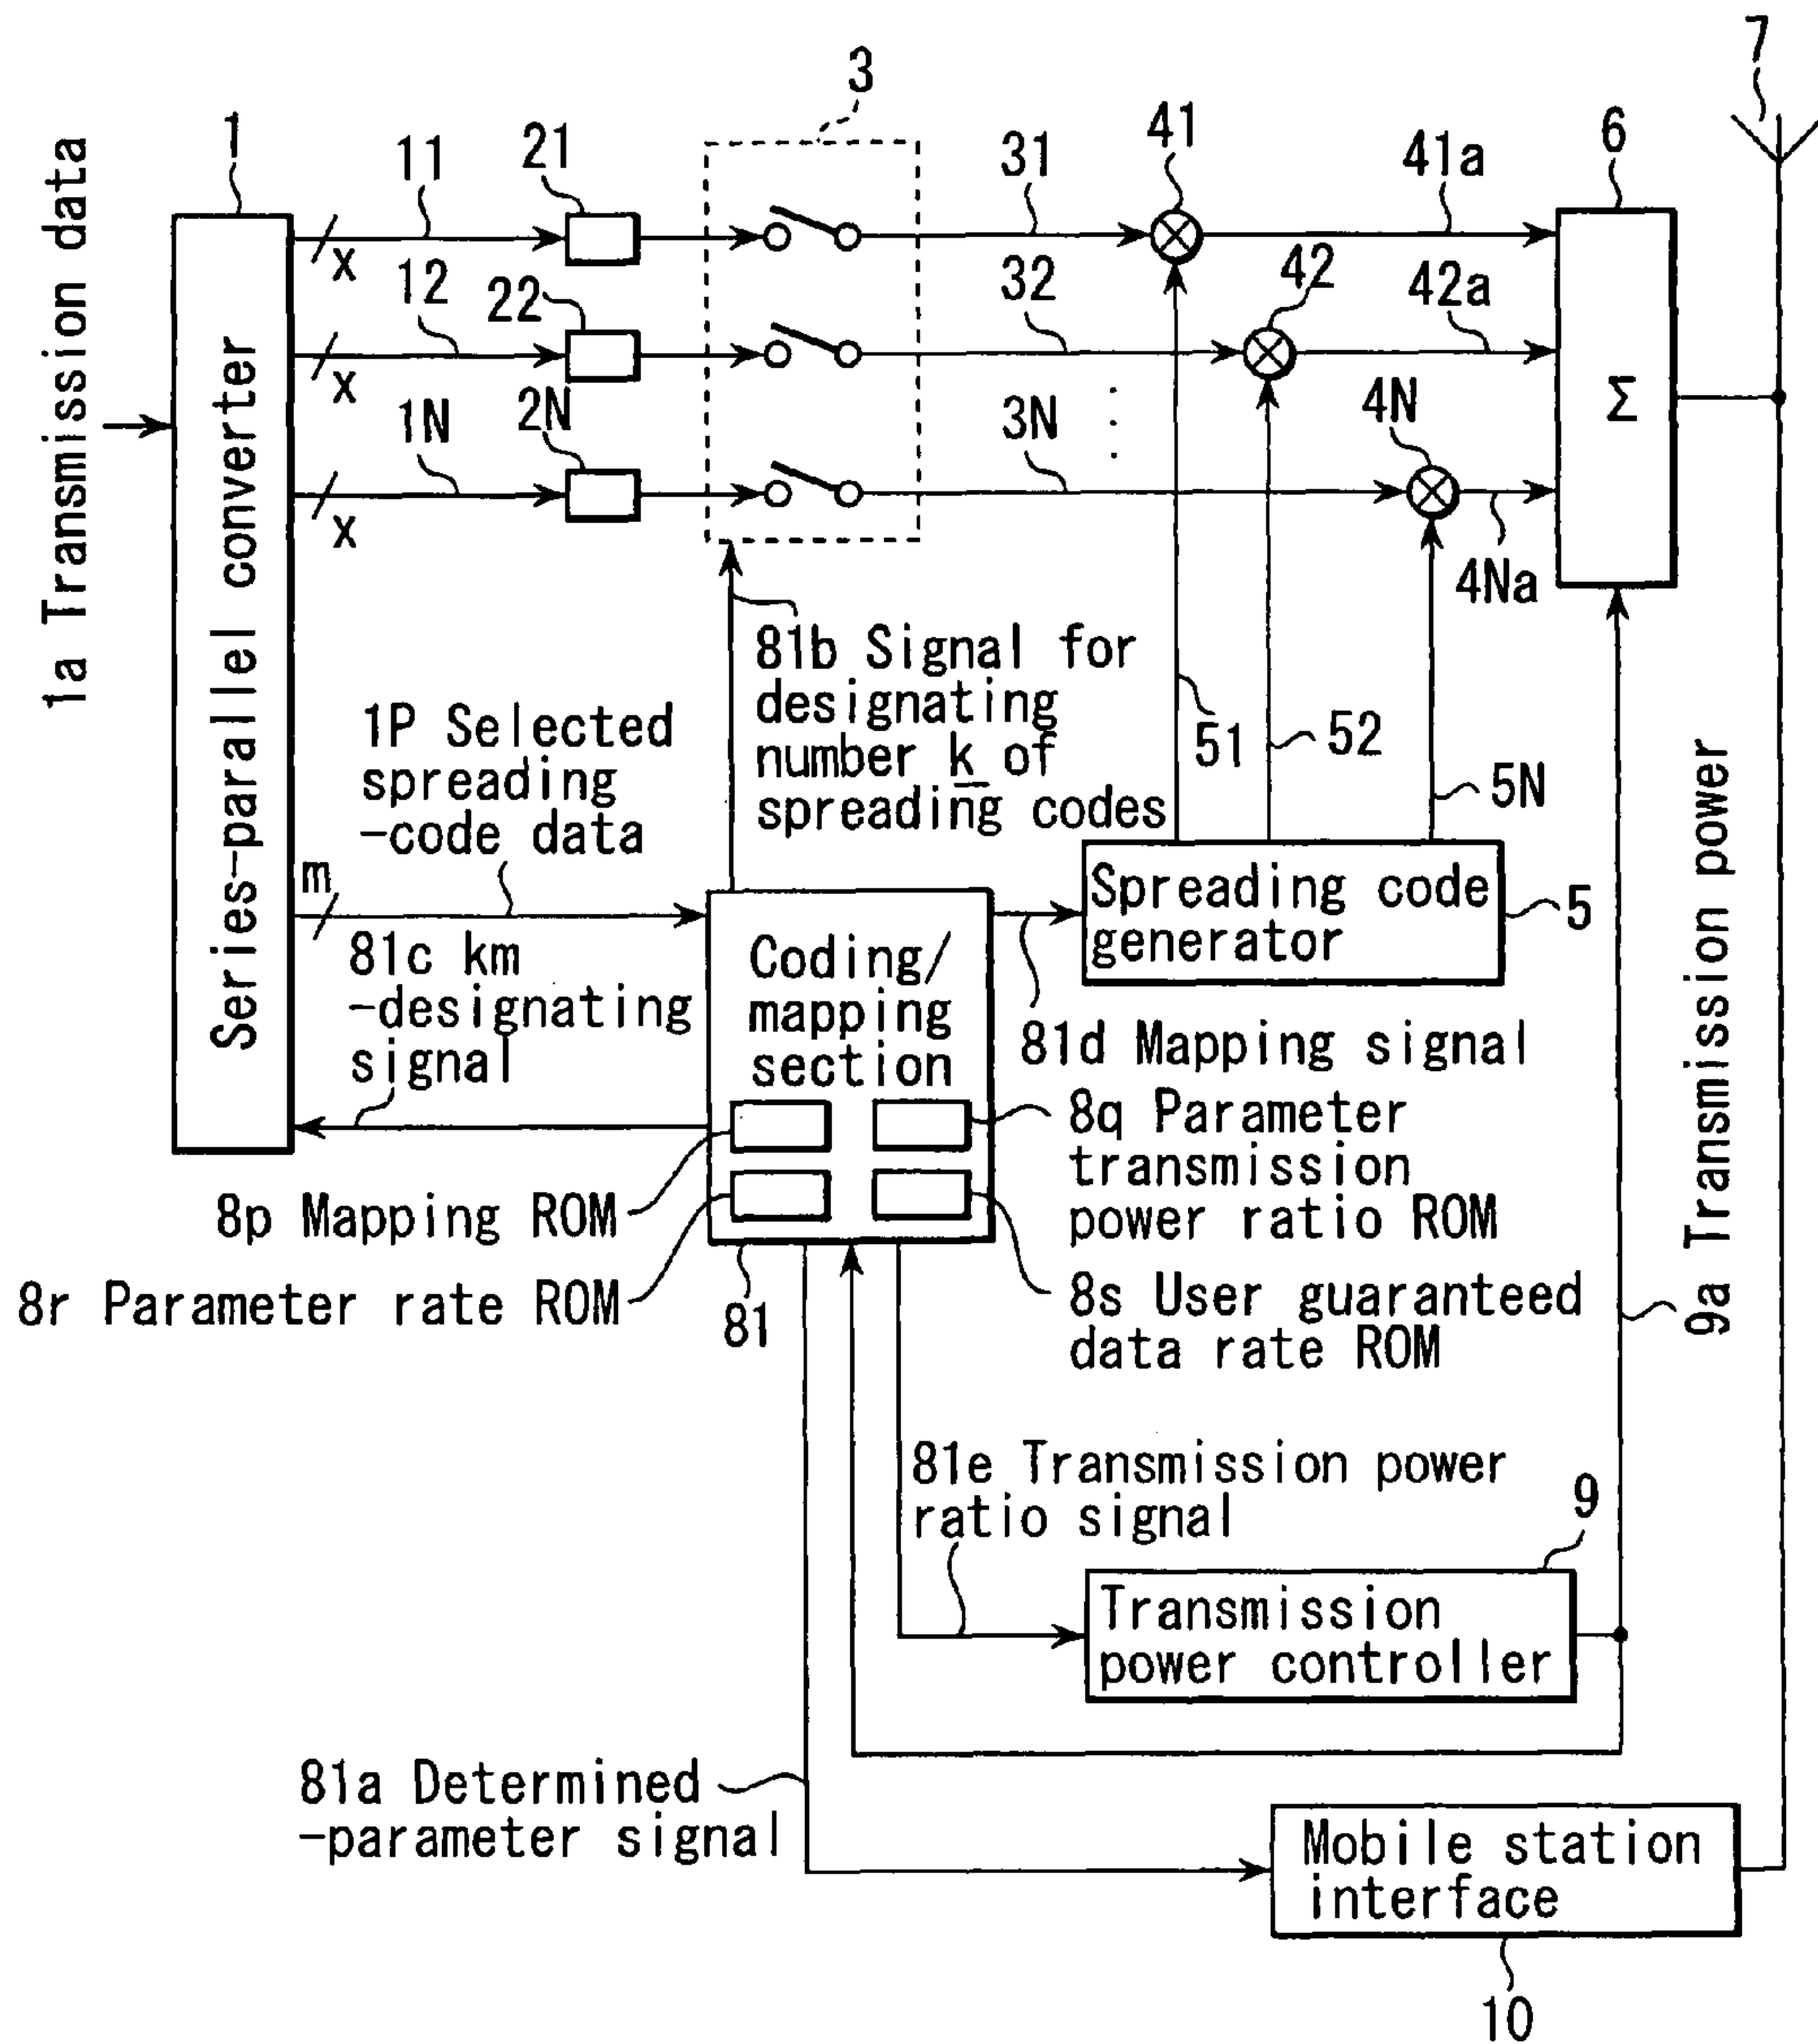 7
3
1
11
21
31
41
41a
6
1a Transmission data
X
12
22
32
42
42a
X
1N
2N
3N
4N
Σ
X
4Na
Series-parallel converter
81b Signal for
designating
number k of
spreading codes
51
52
5N
1P Selected
spreading
-code data
m
Spreading code
generator
5
81c km
-designating
signal
Coding/
mapping
section
81d Mapping signal
9a Transmission power
8q Parameter
transmission
power ratio ROM
8p Mapping ROM
8r Parameter rate ROM
81
8s User guaranteed
data rate ROM
81e Transmission power
ratio signal
9
Transmission
power controller
81a Determined
-parameter signal
Mobile station
interface
10